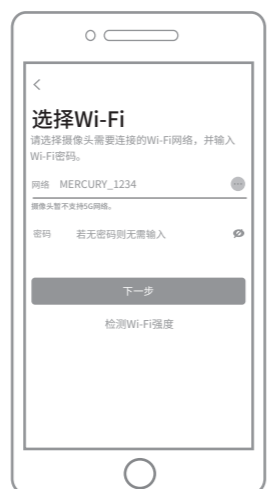 选择Wi-Fi
请选择摄像头需要连接的Wi-Fi网络，并输入
Wi-Fi密码。
网络 MERCURY_1234
摄像头暂不支持5G网络。
密码 若无密码则无需输入
下一步
检测Wi-Fi强度